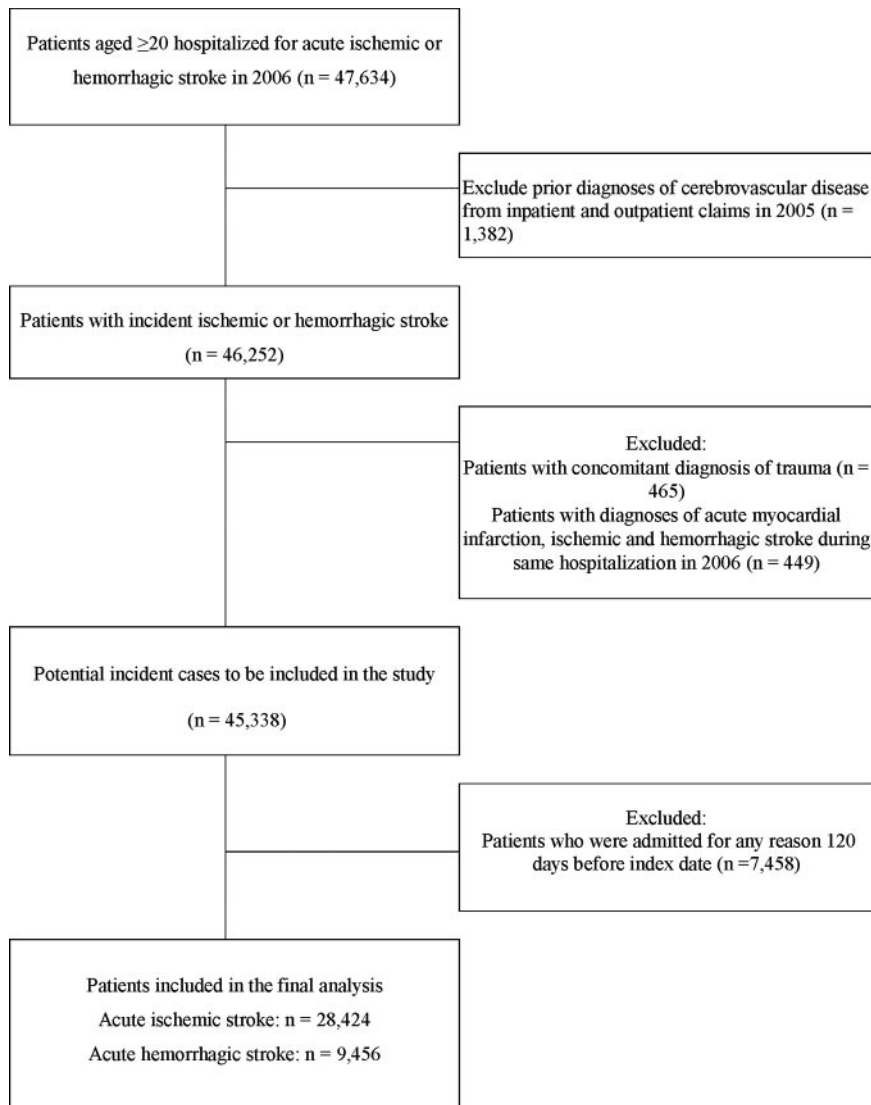 Patients aged ≥20 hospitalized for acute ischemic or
hemorrhagic stroke in 2006 (n = 47,634)
Exclude prior diagnoses of cerebrovascular disease
from inpatient and outpatient claims in 2005 (n =
1,382)
Patients with incident ischemic or hemorrhagic stroke
(n = 46,252)
Excluded:
Patients with concomitant diagnosis of trauma (n =
465)
Patients with diagnoses of acute myocardial
infarction, ischemic and hemorrhagic stroke during
same hospitalization in 2006 (n = 449)
Potential incident cases to be included in the study
(n = 45,338)
Excluded:
Patients who were admitted for any reason 120
days before index date (n =7,458)
Patients included in the final analysis
Acute ischemic stroke: n = 28,424
Acute hemorrhagic stroke: n = 9,456